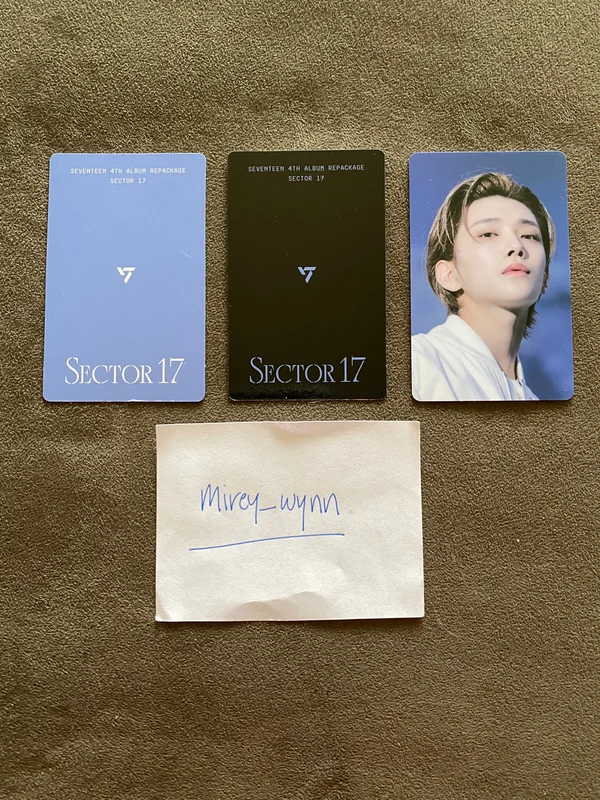 SEVENTEEN 4TH ALBUM REPACKAGE
SECTOR 17
SECTOR 17
SEVENTEEN 4TH ALBUM REPACKAGE
SECTOR 17
SECTOR 17
mirey_wynn